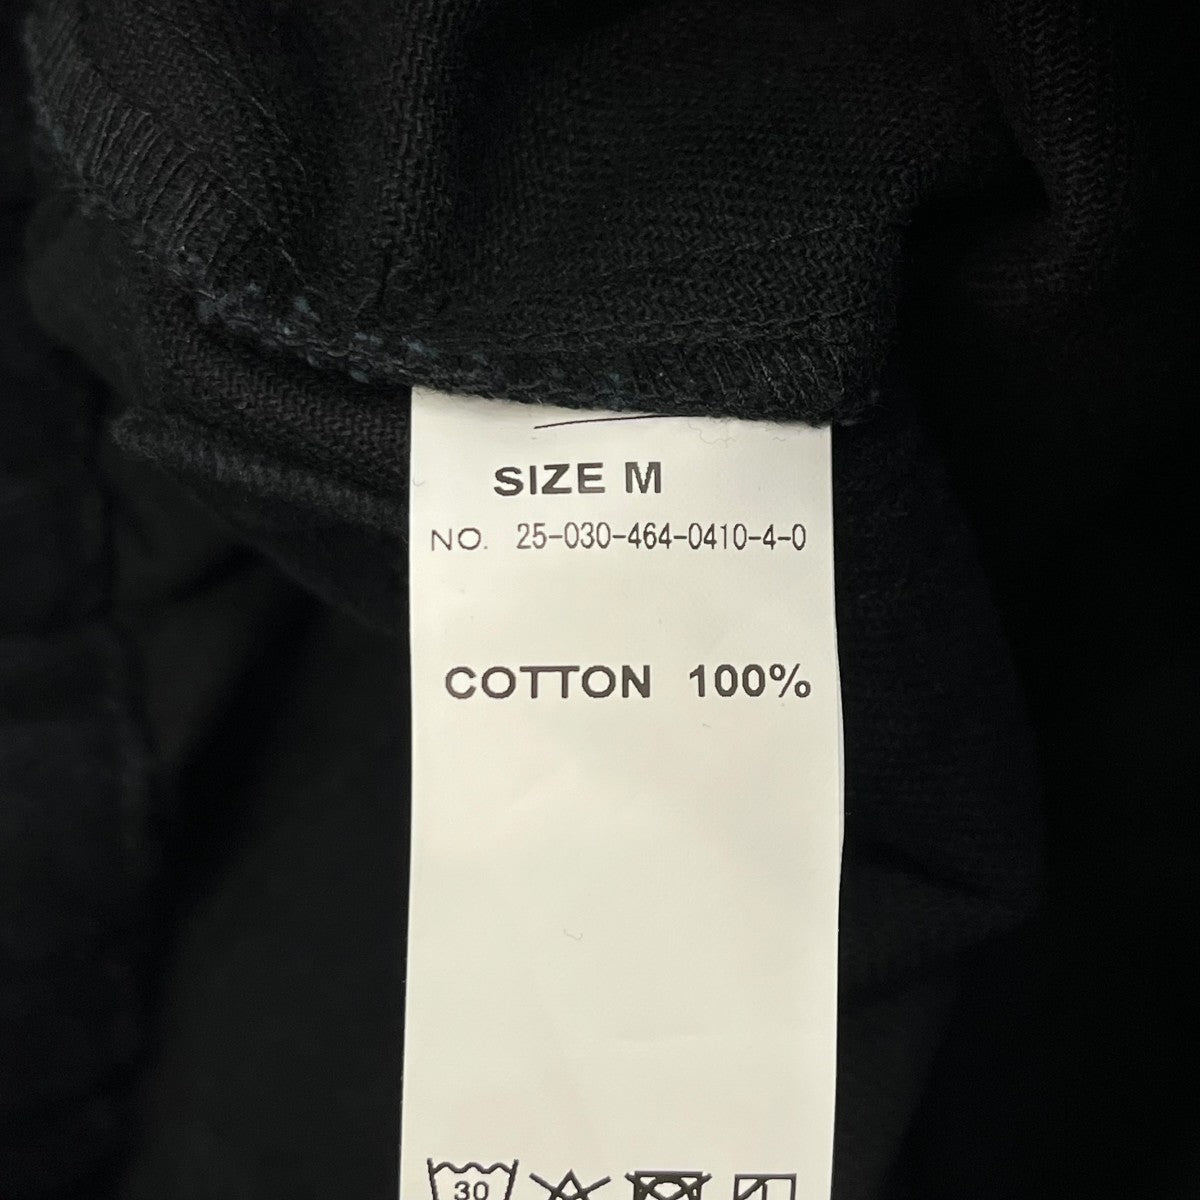 SIZE M
NO. 25-030-464-0410-4-0
COTTON 100%
30